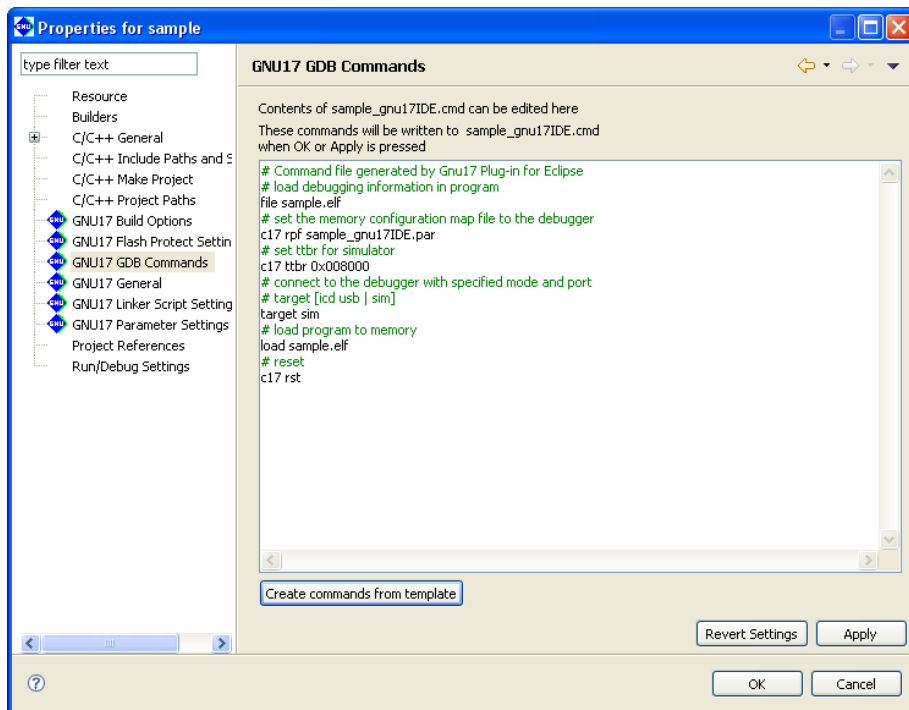 Properties for sample
type filter text
Resource
Builders
C/C++ General
C/C++ Include Paths and S
C/C++ Make Project
C/C++ Project Paths
GNU17 Build Options
GNU17 Flash Protect Settin
GNU17 GDB Commands
GNU17 General
GNU17 Linker Script Setting
GNU17 Parameter Settings
Project References
Run/Debug Settings
GNU17 GDB Commands
Contents of sample_gnu17IDE.cmd can be edited here
These commands will be written to  sample_gnu17IDE.cmd
when OK or Apply is pressed
# Command file generated by Gnu17 Plug-in for Eclipse
# load debugging information in program
file sample.elf
# set the memory configuration map file to the debugger
c17 rpf sample_gnu17IDE.par
# set ttbr for simulator
c17 ttbr 0x008000
# connect to the debugger with specified mode and port
# target [icd usb | sim]
target sim
# load program to memory
load sample.elf
# reset
c17 rst
Create commands from template
Revert Settings
Apply
OK
Cancel